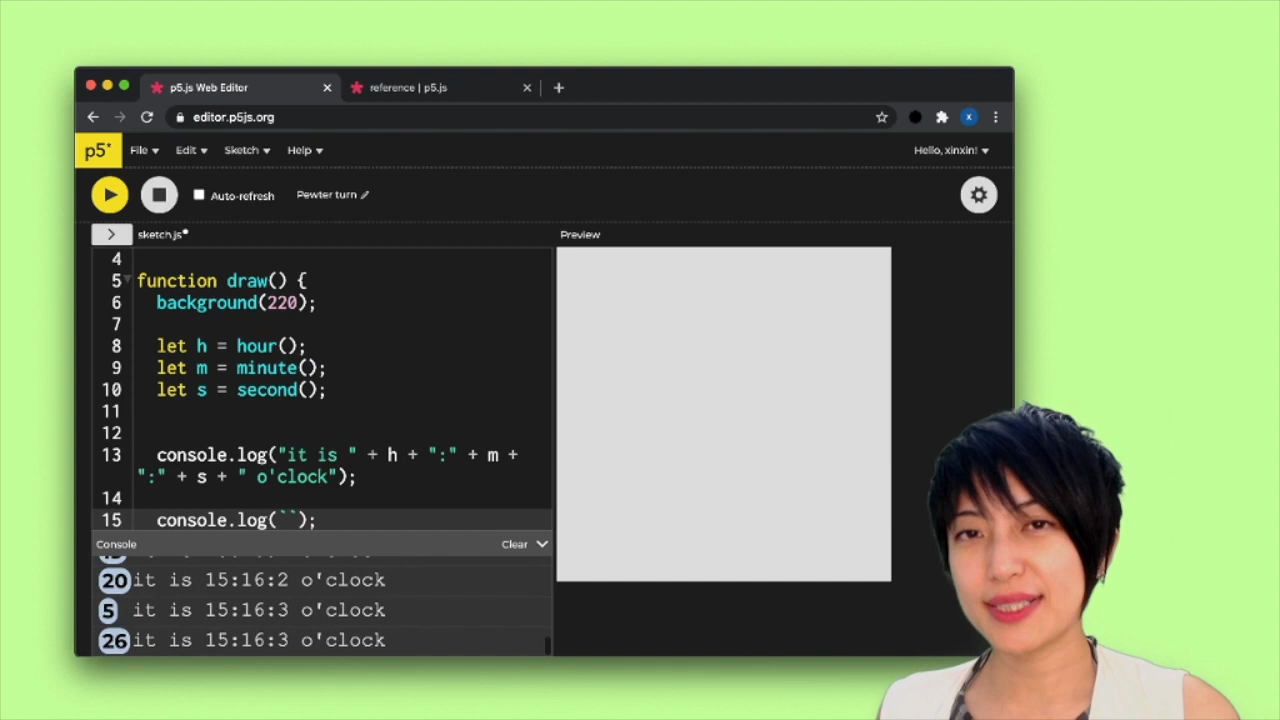 p5.js Web Editor
reference | p5.js
editor.p5js.org
X
p5* File Edit Sketch Help Hello, xinxin!
Auto-refresh Pewter turn
sketch.js
Preview
4
5 function draw() {
6 background(220);
7
8 let h = hour();
9 let m = minute();
10 let s = second();
11
12
13 console.log("it is " + h + ":" + m +
":" + s + " o'clock");
14
15 console.log(``);
Console
Clear
20 it is 15:16:2 o'clock
5 it is 15:16:3 o'clock
26 it is 15:16:3 o'clock